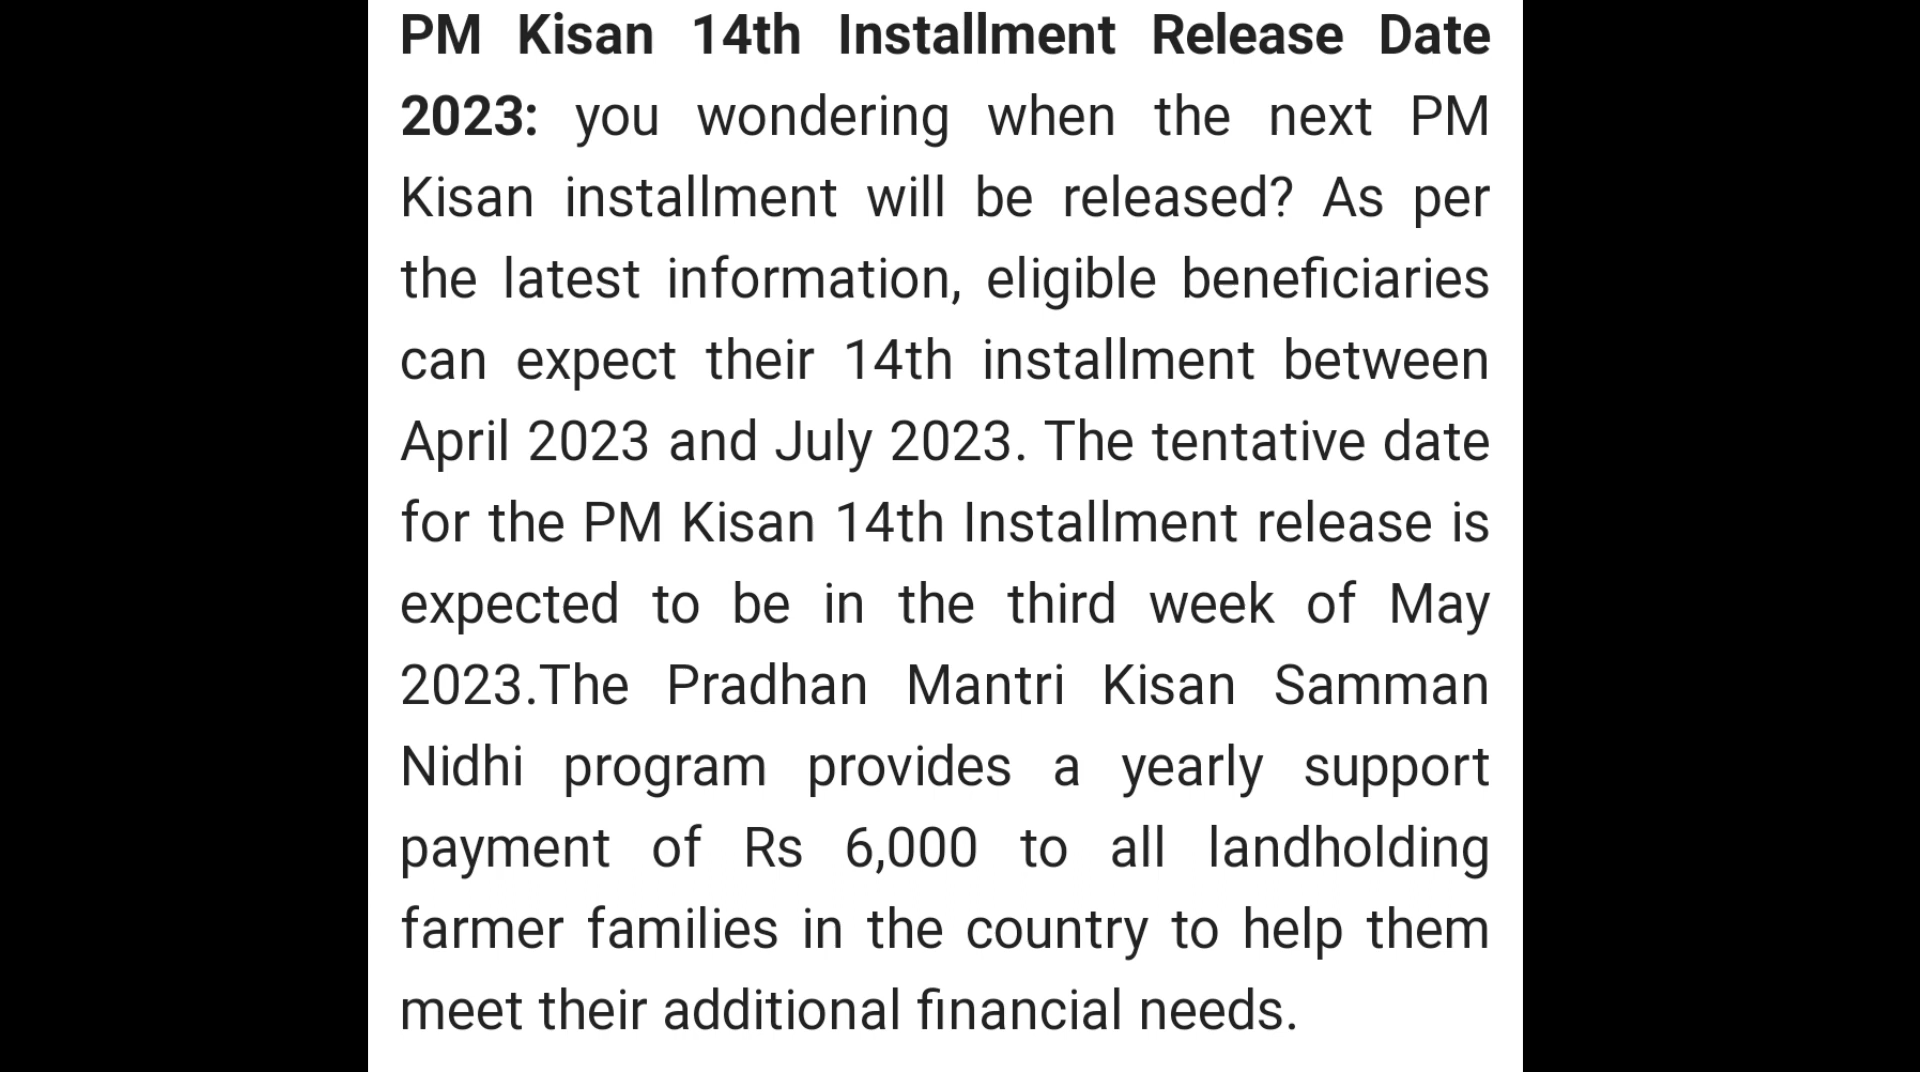 PM Kisan 14th Installment Release Date
2023: you wondering when the next PM
Kisan installment will be released? As per
the latest information, eligible beneficiaries
can expect their 14th installment between
April 2023 and July 2023. The tentative date
for the PM Kisan 14th Installment release is
expected to be in the third week of May
2023.The Pradhan Mantri Kisan Samman
Nidhi program provides a yearly support
payment of Rs 6,000 to all landholding
farmer families in the country to help them
meet their additional financial needs.